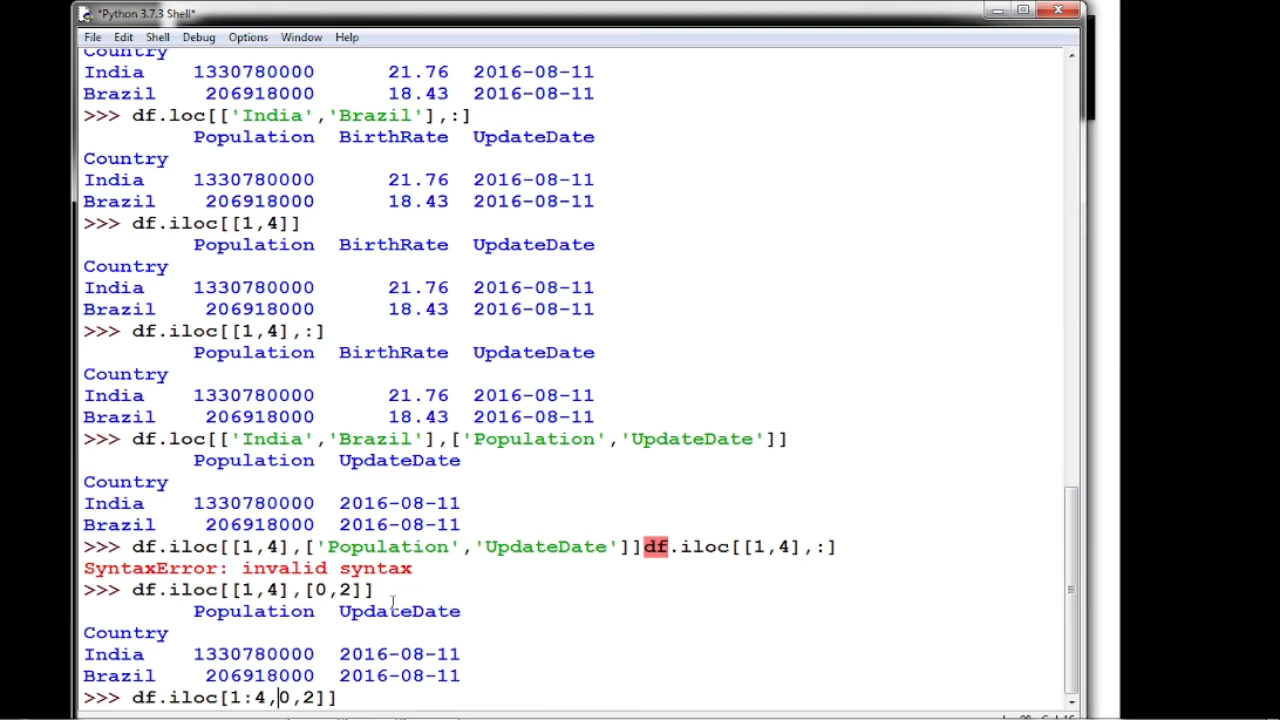 *Python 3.7.3 Shell*
File Edit Shell Debug Options Window Help
Country
India 1330780000 21.76 2016-08-11
Brazil 206918000 18.43 2016-08-11
>>> df.loc[['India','Brazil'],:]
Population BirthRate UpdateDate
Country
India 1330780000 21.76 2016-08-11
Brazil 206918000 18.43 2016-08-11
>>> df.iloc[[1,4]]
Population BirthRate UpdateDate
Country
India 1330780000 21.76 2016-08-11
Brazil 206918000 18.43 2016-08-11
>>> df.iloc[[1,4],:]
Population BirthRate UpdateDate
Country
India 1330780000 21.76 2016-08-11
Brazil 206918000 18.43 2016-08-11
>>> df.loc[['India','Brazil'],['Population','UpdateDate']]
Population UpdateDate
Country
India 1330780000 2016-08-11
Brazil 206918000 2016-08-11
>>> df.iloc[[1,4],['Population','UpdateDate']]df.iloc[[1,4],:]
SyntaxError: invalid syntax
>>> df.iloc[[1,4],[0,2]]
Population UpdateDate
Country
India 1330780000 2016-08-11
Brazil 206918000 2016-08-11
>>> df.iloc[1:4,0,2]]